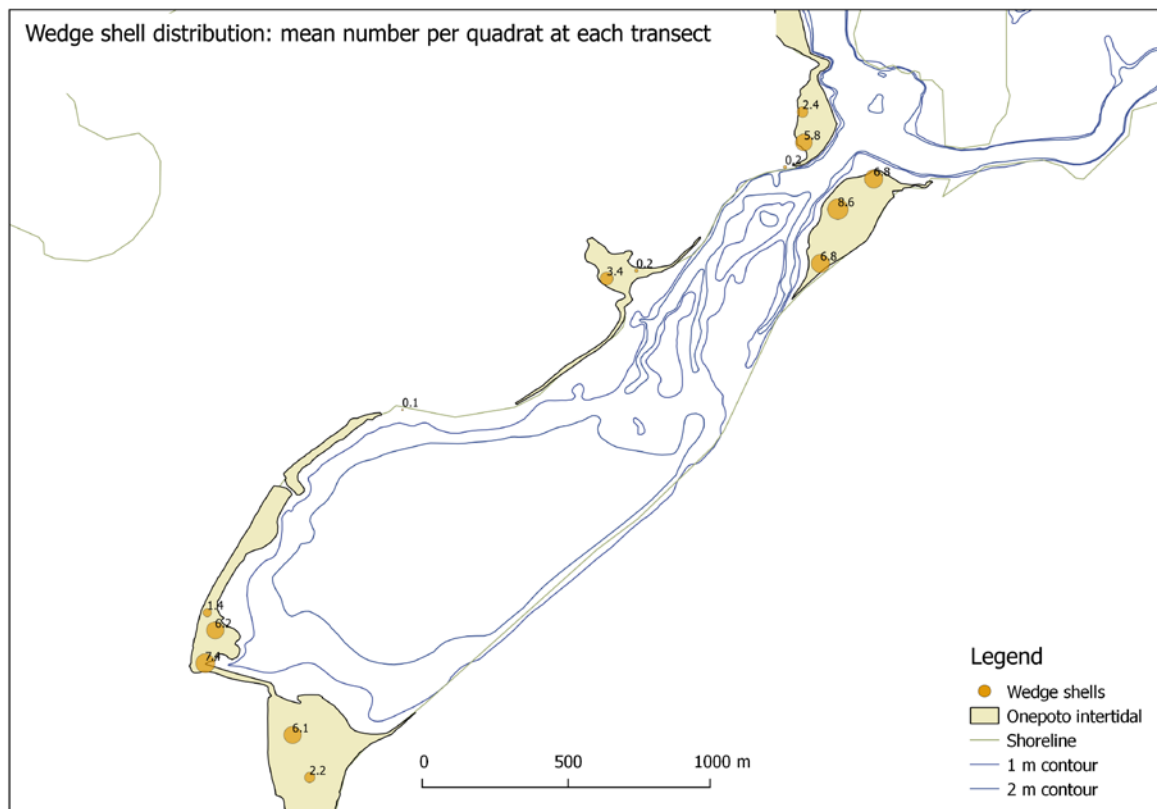 Wedge shell distribution: mean number per quadrat at each transect
2.4
5.8
0.2
6.8
8.6
0.2
3.4
6.8
0.1
1.4
6.2
7.4
6.1
2.2
0 500 1000 m
Legend
Wedge shells
Onepoto intertidal
Shoreline
1 m contour
2 m contour